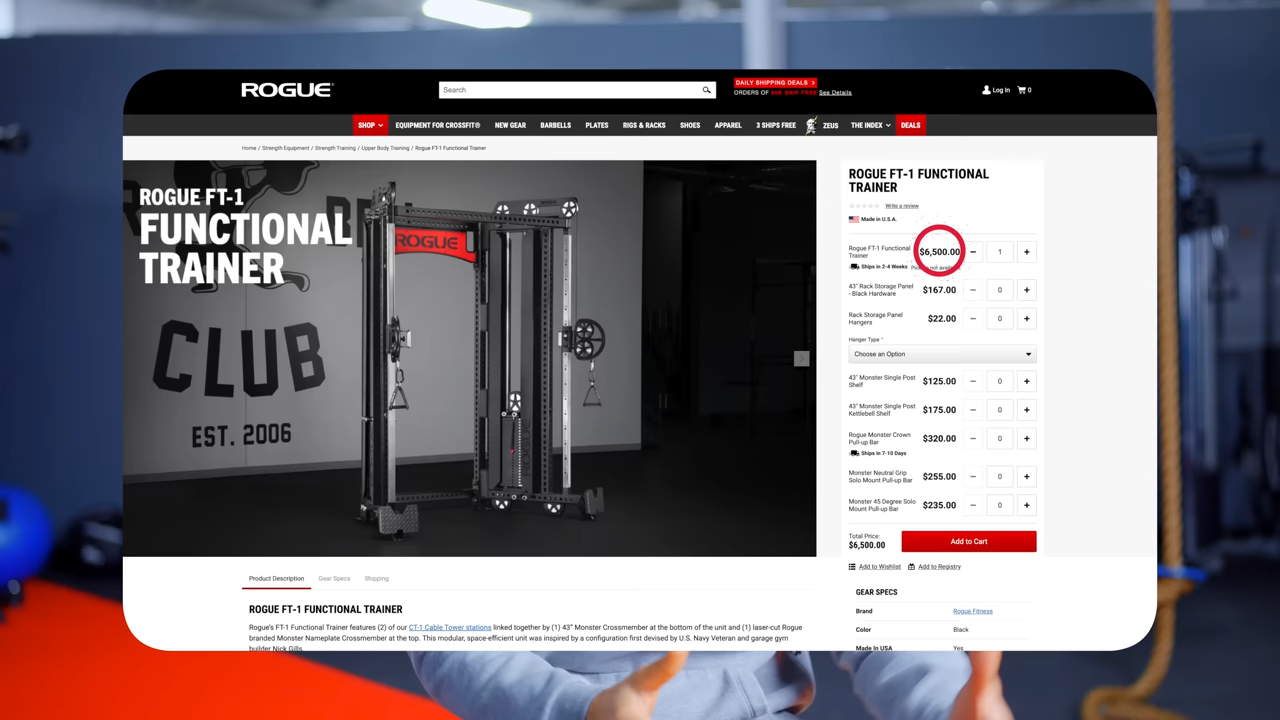 ROGUE
Search
DAILY SHIPPING DEALS >
ORDERS OF SHIP FREE See Details
Log In
0
SHOP
EQUIPMENT FOR CROSSFIT®
NEW GEAR
BARBELLS
PLATES
RIGS & RACKS
SHOES
APPAREL
3 SHIPS FREE
ZEUS
THE INDEX
DEALS
Home / Strength Equipment / Strength Training / Upper Body Training / Rogue FT-1 Functional Trainer
ROGUE FT-1
FUNCTIONAL
TRAINER
ROGUE
CLUB
EST. 2006
ROGUE FT-1 FUNCTIONAL
TRAINER
Write a review
Made in U.S.A.
Rogue FT-1 Functional
Trainer
$6,500.00
1
Ships in 2-4 Weeks
not
43" Rack Storage Panel
- Black Hardware
$167.00
0
Rack Storage Panel
Hangers
$22.00
0
Hanger Type *
Choose an Option
43" Monster Single Post
Shelf
$125.00
0
43" Monster Single Post
Kettlebell Shelf
$175.00
0
Rogue Monster Crown
Pull-up Bar
$320.00
0
Ships in 7-10 Days
Monster Neutral Grip
Solo Mount Pull-up Bar
$255.00
0
Monster 45 Degree Solo
Mount Pull-up Bar
$235.00
0
Total Price:
$6,500.00
Add to Cart
Add to Wishlist
Add to Registry
Product Description
Gear Specs
Shipping
ROGUE FT-1 FUNCTIONAL TRAINER
Rogue's FT-1 Functional Trainer features (2) of our CT-1 Cable Tower stations linked together by (1) 43" Monster Crossmember at the bottom of the unit and (1) laser-cut Rogue
branded Monster Nameplate Crossmember at the top. This modular, space-efficient unit was inspired by a configuration first devised by U.S. Navy Veteran and garage gym
builder Nick Gills.
GEAR SPECS
Brand
Rogue Fitness
Color
Black
Made In USA
Yes